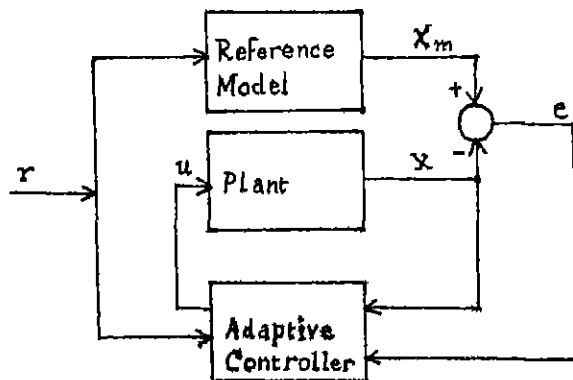 Reference
Model
Xm
+
e
-
r
u
Plant
X
Adaptive
Controller